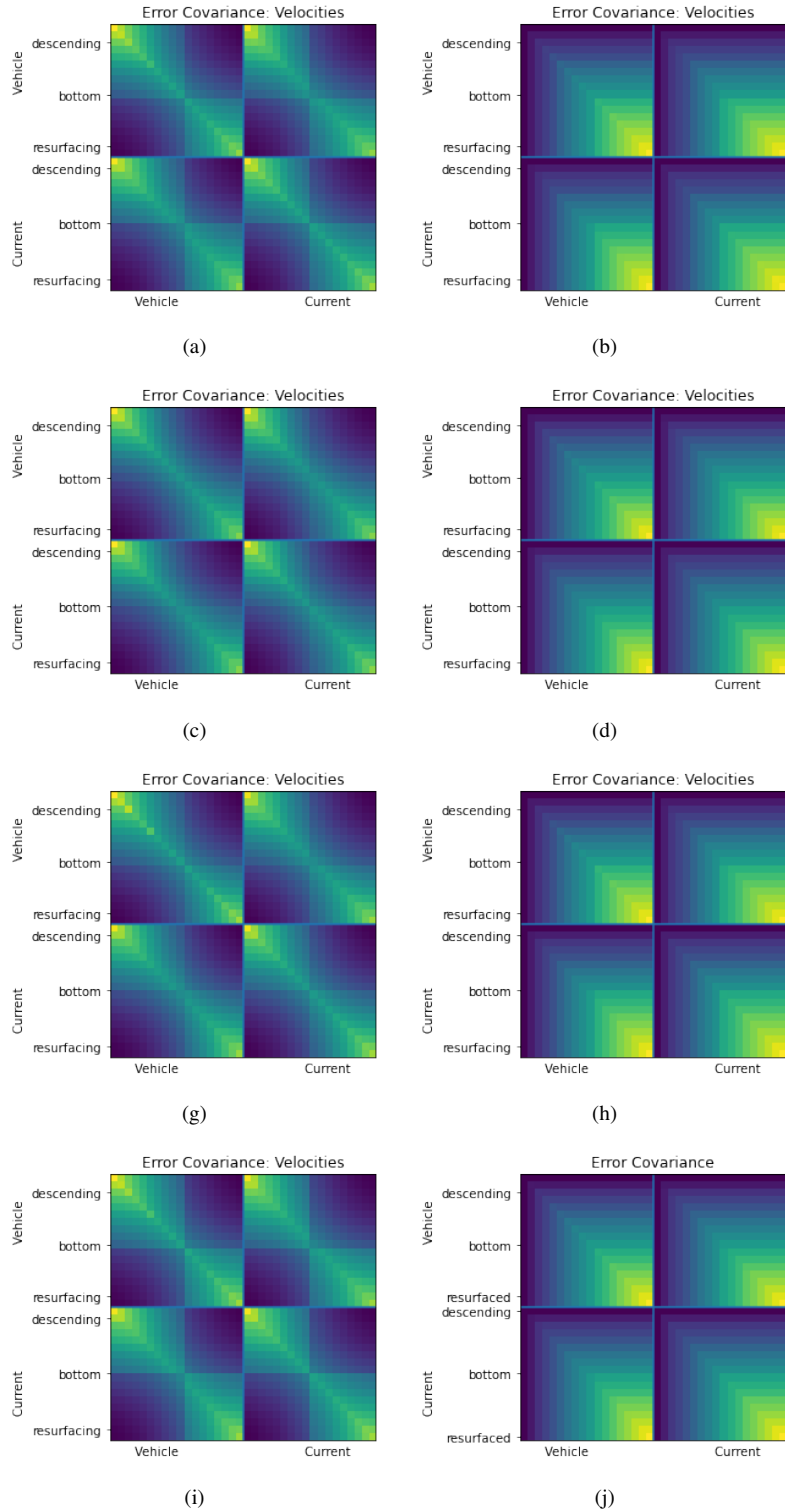 Error Covariance: Velocities
Error Covariance: Velocities
Vehicle
descending
bottom
resurfacing
Current
descending
bottom
resurfacing
Vehicle
Current
Vehicle
descending
bottom
resurfacing
Current
descending
bottom
resurfacing
Vehicle
Current
(a)
(b)
Error Covariance: Velocities
Error Covariance: Velocities
Vehicle
descending
bottom
resurfacing
Current
descending
bottom
resurfacing
Vehicle
Current
Vehicle
descending
bottom
resurfacing
Current
descending
bottom
resurfacing
Vehicle
Current
(c)
(d)
Error Covariance: Velocities
Error Covariance: Velocities
Vehicle
descending
bottom
resurfacing
Current
descending
bottom
resurfacing
Vehicle
Current
Vehicle
descending
bottom
resurfacing
Current
descending
bottom
resurfacing
Vehicle
Current
(g)
(h)
Error Covariance: Velocities
Error Covariance
Vehicle
descending
bottom
resurfacing
Current
descending
bottom
resurfacing
Vehicle
Current
Vehicle
descending
bottom
resurfaced
Current
descending
bottom
resurfaced
Vehicle
Current
(i)
(j)